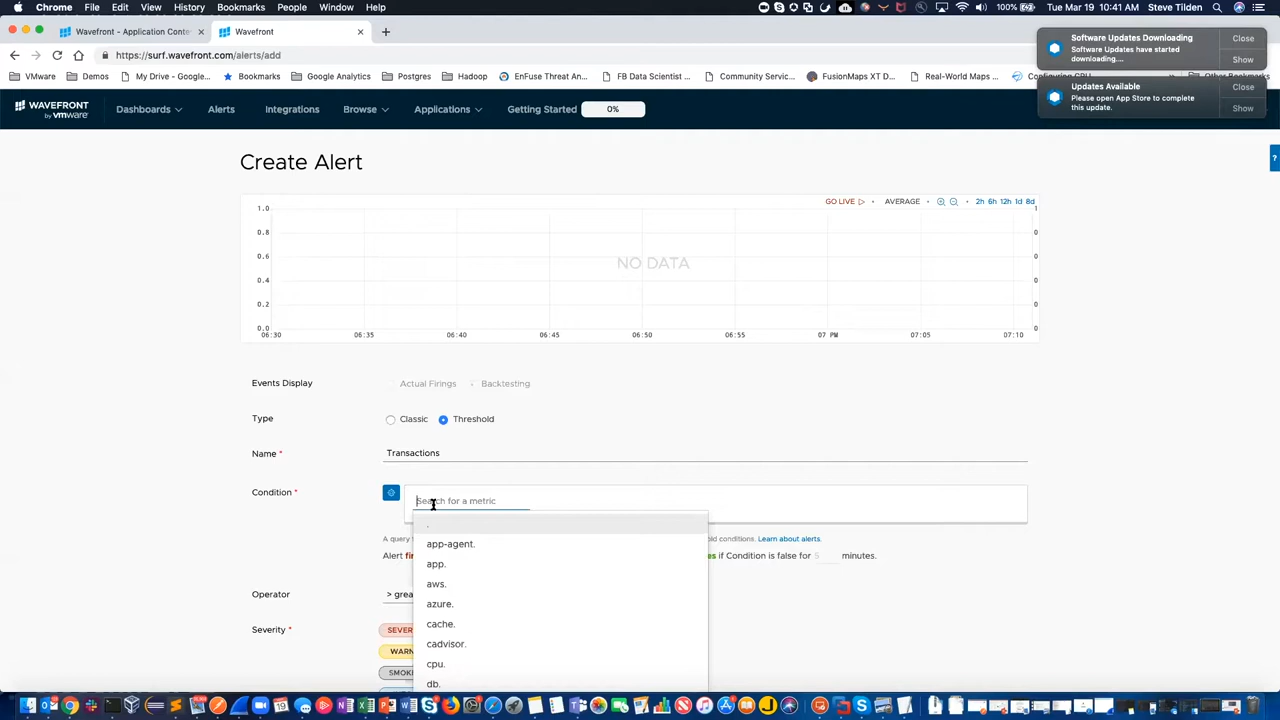 Chrome File Edit View History Bookmarks People Window Help
100% Tue Mar 19 10:41 AM Steve Tilden
Wavefront - Application Conte
Wavefront
https://surf.wavefront.com/alerts/add
VMware Demos My Drive - Google... Bookmarks Google Analytics Postgres Hadoop EnFuse Threat An... FB Data Scientist ... Community Servic... FusionMaps XT D... Real-World Maps ...
Software Updates Downloading
Software Updates have started
downloading....
Close
Show
Updates Available
Please open App Store to complete
this update.
Close
Show
WAVEFRONT
by vmware
Dashboards Alerts Integrations Browse Applications Getting Started 0%
?
Create Alert
GO LIVE AVERAGE 2h 6h 12h 1d 8d
1.0 1
0.8 0
0.6 0
0.4 0
0.2 0
0.0 0
NO DATA
06:30 06:35 06:40 06:45 06:50 06:55 07 PM 07:05 07:10
Events Display Actual Firings Backtesting
Type Classic Threshold
Name * Transactions
Condition * Search for a metric
.
app-agent.
app.
aws.
azure.
cache.
cadvisor.
cpu.
db.
A query conditions. Learn about alerts.
Alert if Condition is false for 5 minutes.
Operator > grea
Severity * SEVER
WARN
SMOK